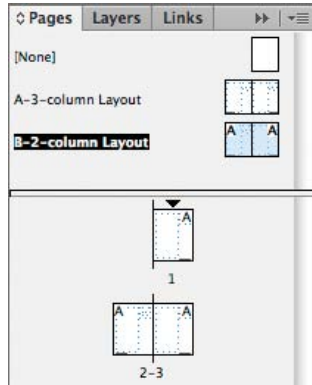 Pages Layers Links
[None]
A-3-column Layout
B-2-column Layout
A A
A
1
A A
2-3